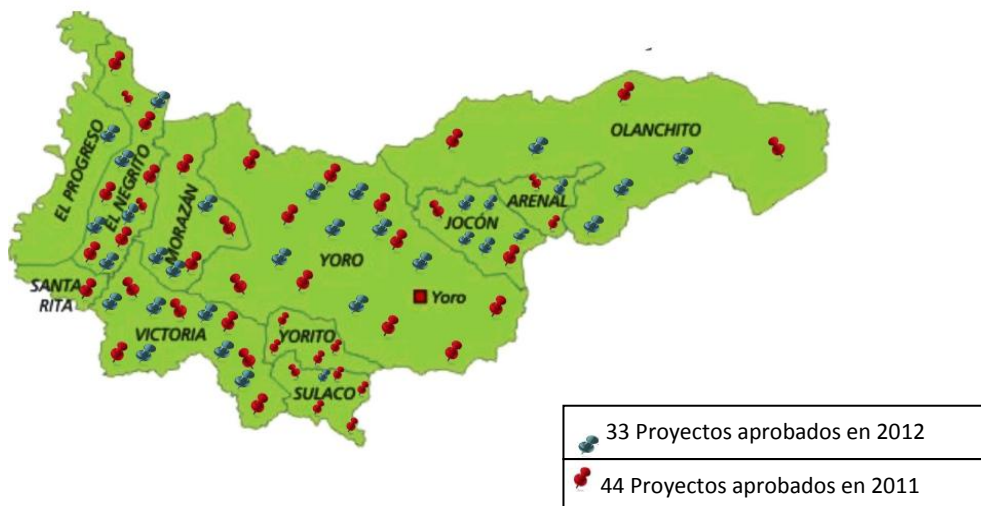 OLANCHITO
EL PROGRESO
EL NEGRITO
MORAZÁN
ARENAL
JOCÓN
YORO
SANTA
RITA
Yoro
VICTORIA
YORITO
SULACO
33 Proyectos aprobados en 2012
44 Proyectos aprobados en 2011